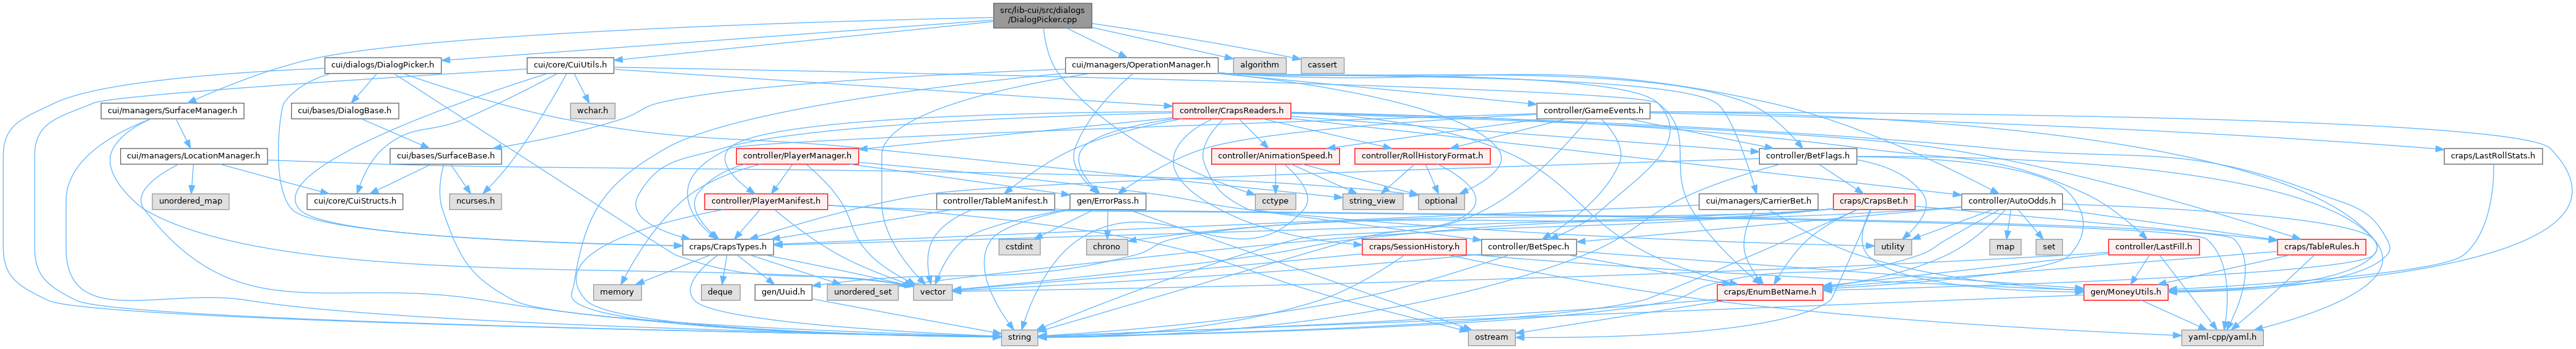 src/lib-cui/src/dialogs
/DialogPicker.cpp
cui/dialogs/DialogPicker.h
cui/core/CuiUtils.h
cui/managers/OperationManager.h
algorithm
cassert
cui/managers/SurfaceManager.h
cui/bases/DialogBase.h
wchar.h
controller/CrapsReaders.h
controller/GameEvents.h
cui/managers/LocationManager.h
cui/bases/SurfaceBase.h
controller/PlayerManager.h
controller/AnimationSpeed.h
controller/RollHistoryFormat.h
controller/BetFlags.h
craps/LastRollStats.h
unordered_map
cui/core/CuiStructs.h
ncurses.h
controller/PlayerManifest.h
controller/TableManifest.h
gen/ErrorPass.h
cctype
string_view
optional
cui/managers/CarrierBet.h
craps/CrapsBet.h
controller/AutoOdds.h
craps/CrapsTypes.h
cstdint
chrono
craps/SessionHistory.h
controller/BetSpec.h
utility
map
set
controller/LastFill.h
craps/TableRules.h
memory
deque
gen/Uuid.h
unordered_set
vector
craps/EnumBetName.h
gen/MoneyUtils.h
string
ostream
yaml-cpp/yaml.h